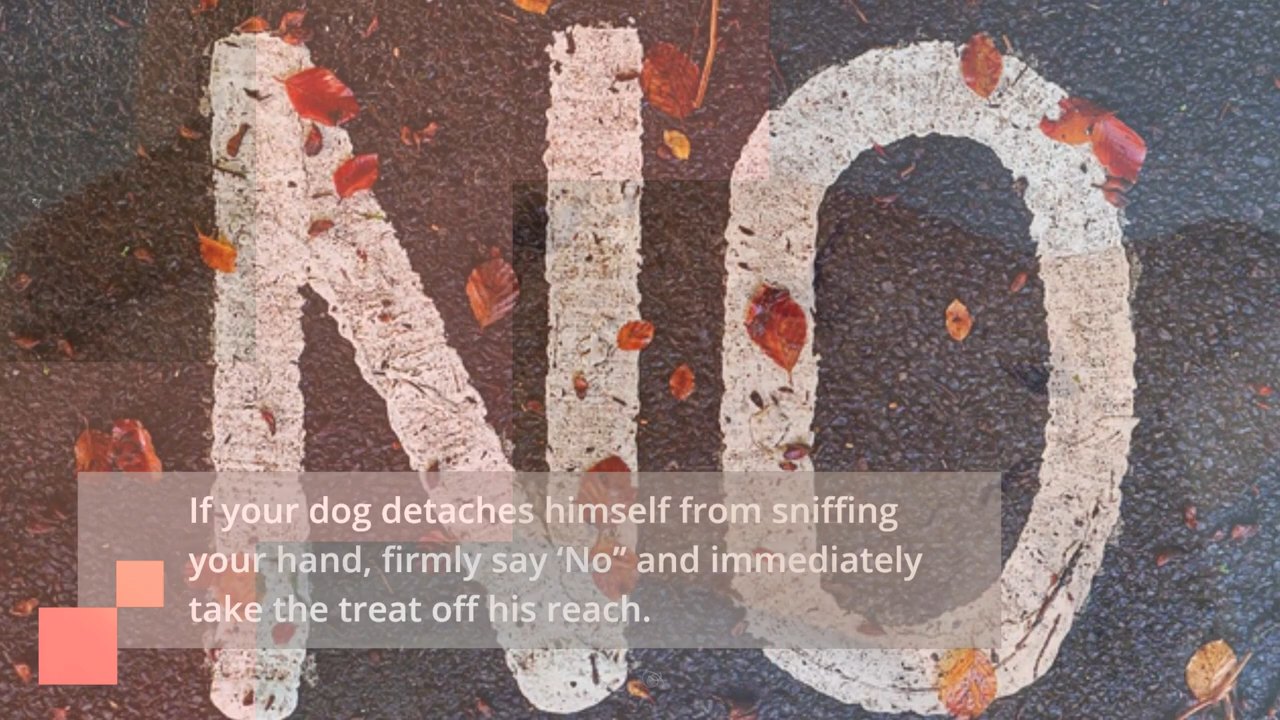 NO
If your dog detaches himself from sniffing
your hand, firmly say ‘No” and immediately
take the treat off his reach.